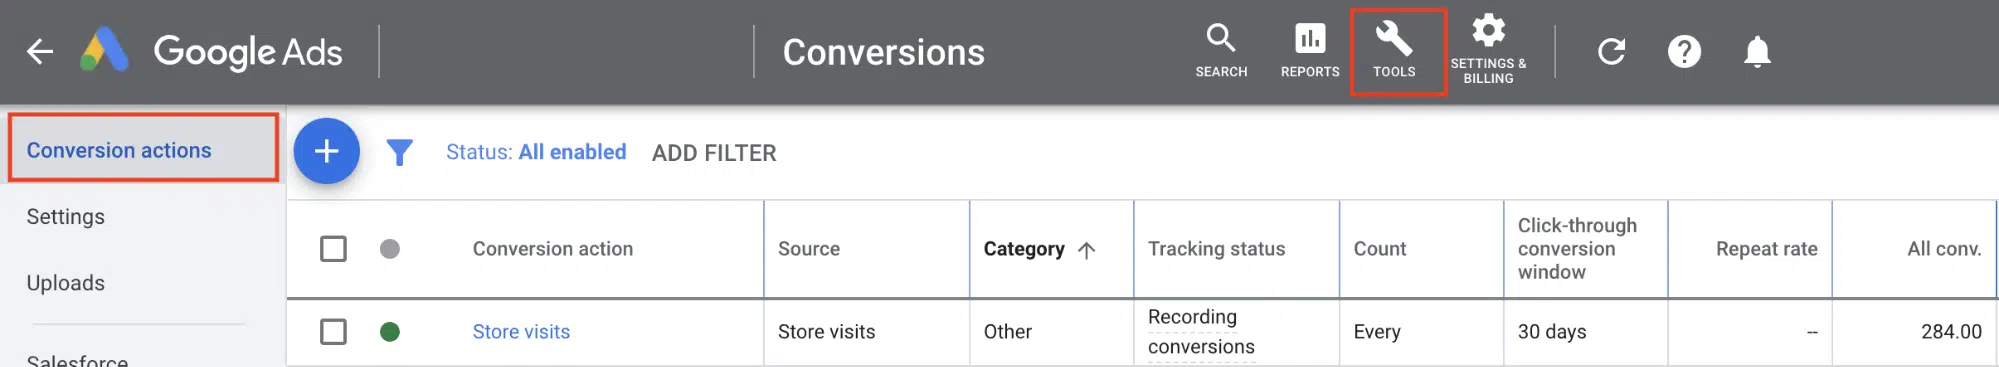 Google Ads
Conversions
SEARCH
REPORTS
TOOLS
SETTINGS &
BILLING
Conversion actions
Settings
Uploads
Salesforce
Status: All enabled
ADD FILTER
Conversion action
Source
Category
Tracking status
Count
Click-through
conversion
window
Repeat rate
All conv.
Store visits
Store visits
Other
Recording
conversions
Every
30 days
--
284.00